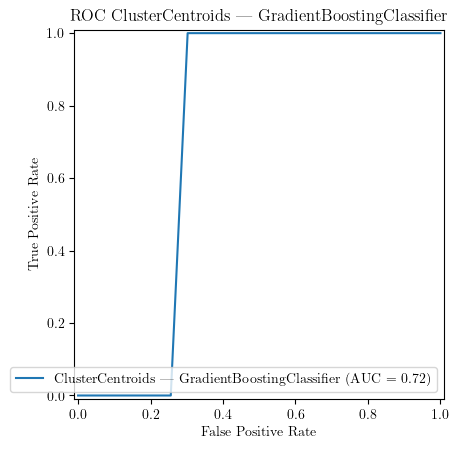 ROC ClusterCentroids — GradientBoostingClassifier
1.0
0.8
0.6
0.4
0.2
0.0
True Positive Rate
ClusterCentroids — GradientBoostingClassifier (AUC = 0.72)
0.0 0.2 0.4 0.6 0.8 1.0
False Positive Rate